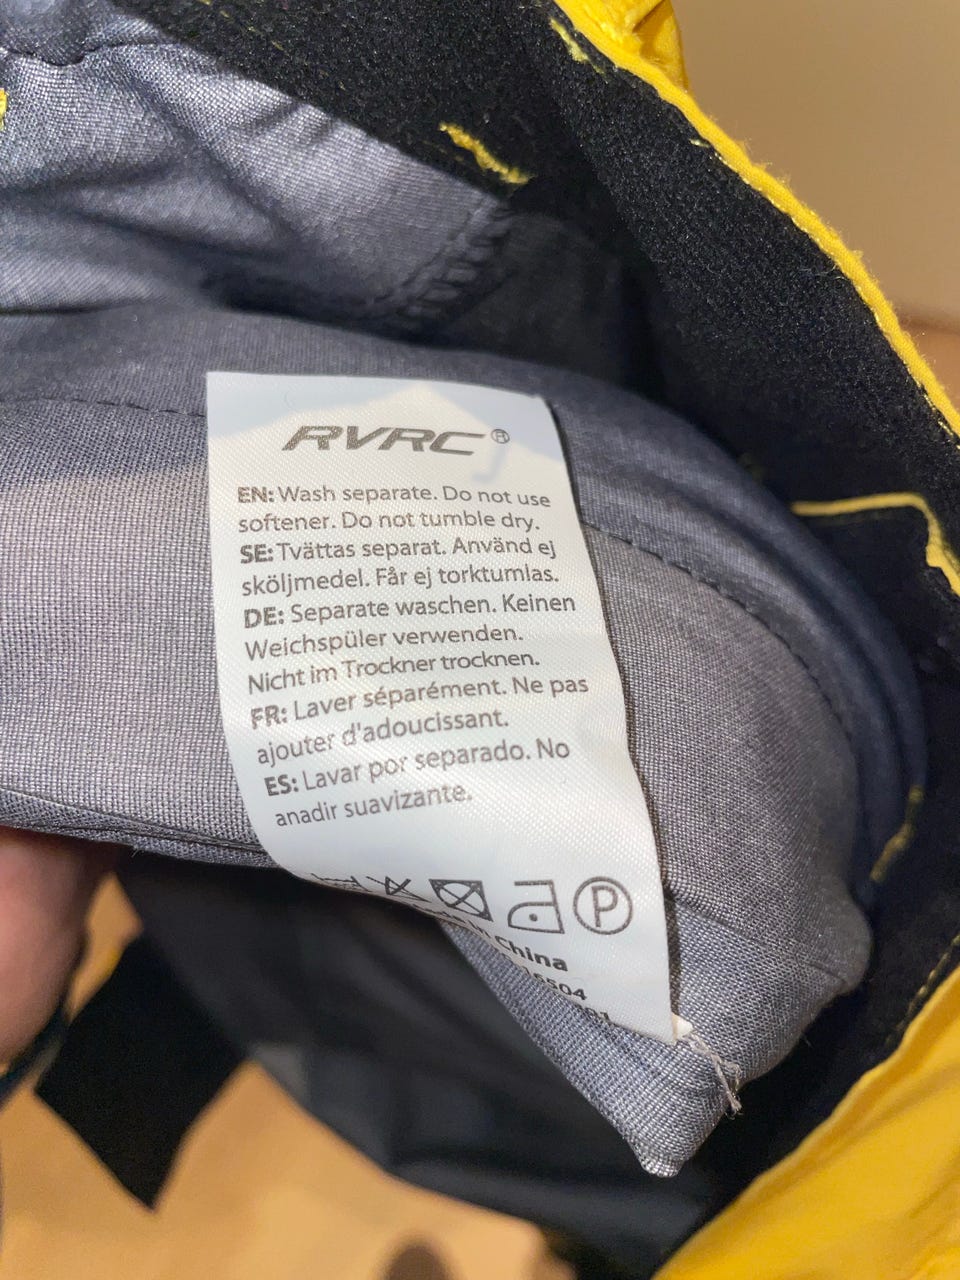 RVRC®
EN: Wash separate. Do not use
softener. Do not tumble dry.
SE: Tvättas separat. Använd ej
sköljmedel. Får ej torktumlas.
DE: Separate waschen. Keinen
Weichspüler verwenden.
Nicht im Trockner trocknen.
FR: Laver séparément. Ne pas
ajouter d'adoucissant.
ES: Lavar por separado. No
anadir suavizante.
P
in China